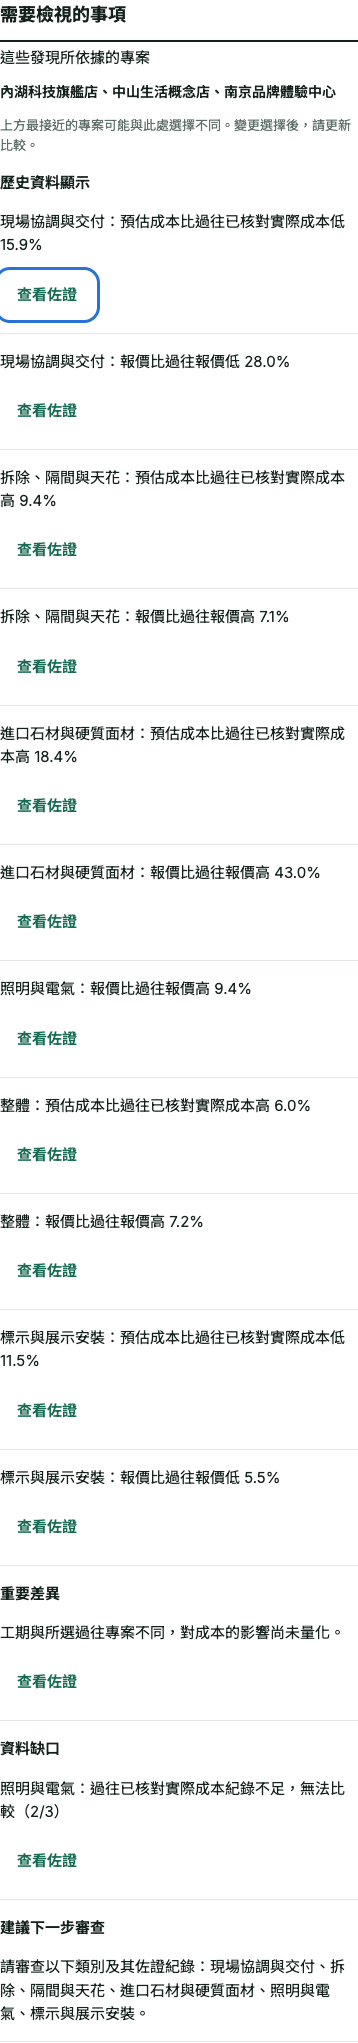 需要檢視的事項
這些發現所依據的專案
內湖科技旗艦店、中山生活概念店、南京品牌體驗中心
上方最接近的專案可能與此處選擇不同。變更選擇後，請更新
比較。
歷史資料顯示
現場協調與交付：預估成本比過往已核對實際成本低
15.9%
查看佐證
現場協調與交付：報價比過往報價低 28.0%
查看佐證
拆除、隔間與天花：預估成本比過往已核對實際成本
高 9.4%
查看佐證
拆除、隔間與天花：報價比過往報價高 7.1%
查看佐證
進口石材與硬質面材：預估成本比過往已核對實際成
本高 18.4%
查看佐證
進口石材與硬質面材：報價比過往報價高 43.0%
查看佐證
照明與電氣：報價比過往報價高 9.4%
查看佐證
整體：預估成本比過往已核對實際成本高 6.0%
查看佐證
整體：報價比過往報價高 7.2%
查看佐證
標示與展示安裝：預估成本比過往已核對實際成本低
11.5%
查看佐證
標示與展示安裝：報價比過往報價低 5.5%
查看佐證
重要差異
工期與所選過往專案不同，對成本的影響尚未量化。
查看佐證
資料缺口
照明與電氣：過往已核對實際成本紀錄不足，無法比
較（2/3）
查看佐證
建議下一步審查
請審查以下類別及其佐證紀錄：現場協調與交付、拆
除、隔間與天花、進口石材與硬質面材、照明與電
氣、標示與展示安裝。